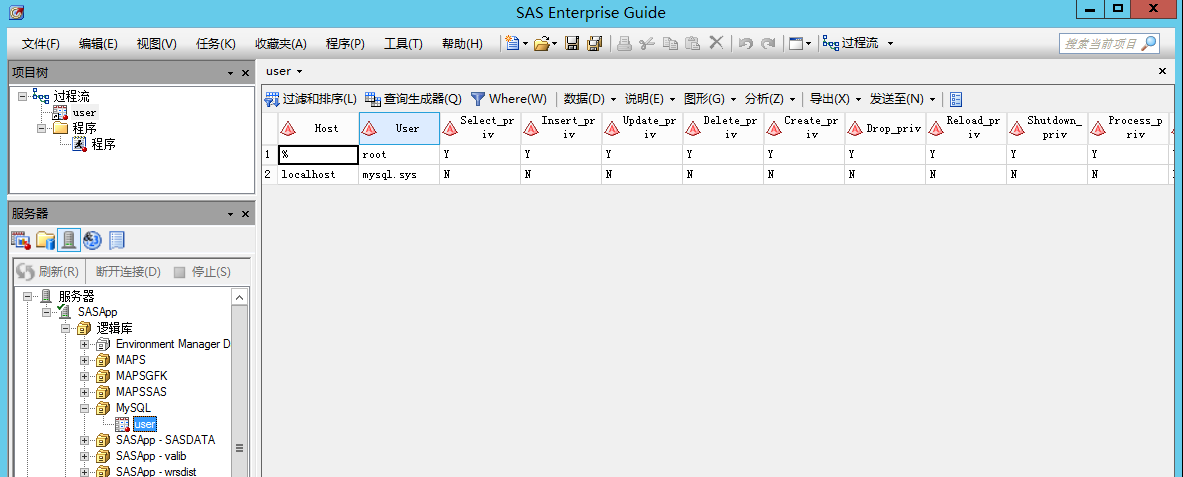 SAS Enterprise Guide
文件(F) 编辑(E) 视图(V) 任务(K) 收藏夹(A) 程序(P) 工具(T) 帮助(H) 过程流 搜索当前项目
项目树
过程流
user
程序
程序
服务器
刷新(R) 断开连接(D) 停止(S)
服务器
SASApp
逻辑库
Environment Manager D
MAPS
MAPSGFK
MAPSSAS
MySQL
user
SASApp - SASDATA
SASApp - valib
SASApp - wrsdist
user
过滤和排序(L) 查询生成器(Q) Where(W) 数据(D) 说明(E) 图形(G) 分析(Z) 导出(X) 发送至(N)
Host User Select_priv Insert_priv Update_priv Delete_priv Create_priv Drop_priv Reload_priv Shutdown_priv Process_priv
1 % root Y Y Y Y Y Y Y Y Y
2 localhost mysql.sys N N N N N N N N N